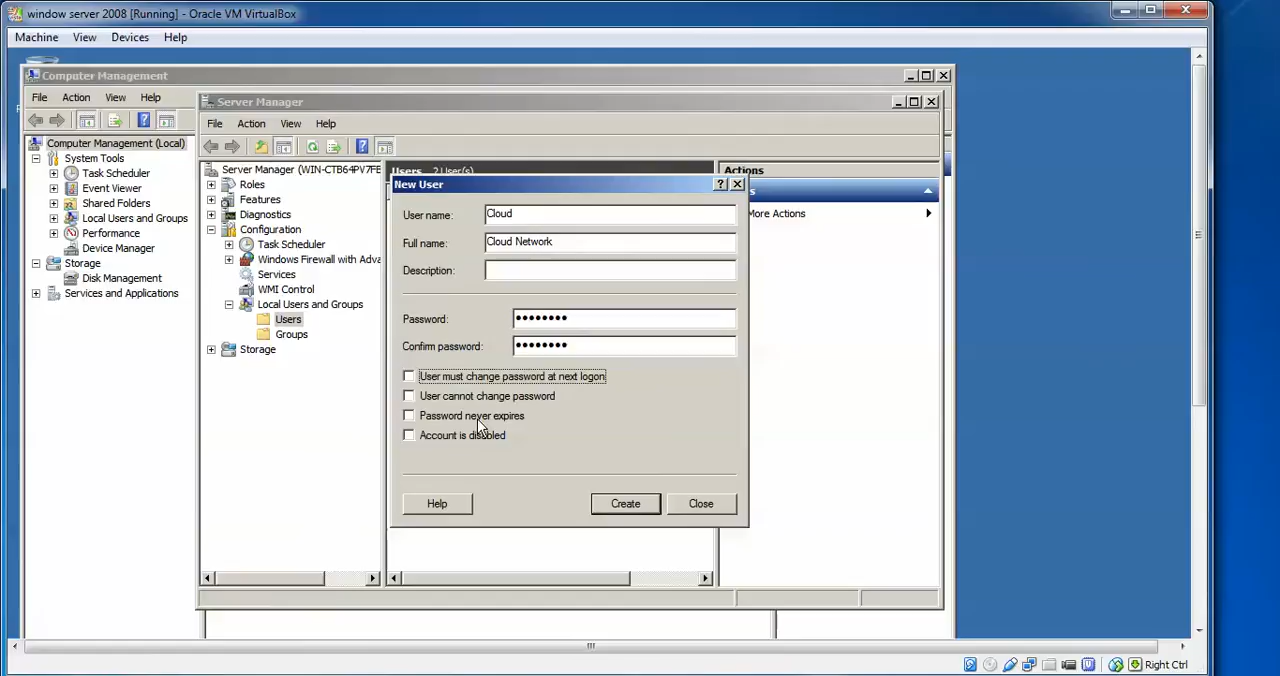 window server 2008 [Running] - Oracle VM VirtualBox
Machine View Devices Help
Computer Management
File Action View Help
Computer Management (Local)
System Tools
Task Scheduler
Event Viewer
Shared Folders
Local Users and Groups
Performance
Device Manager
Storage
Disk Management
Services and Applications
Server Manager
File Action View Help
Server Manager (WIN-CTB64PV7FE
Roles
Features
Diagnostics
Configuration
Task Scheduler
Windows Firewall with Adva
Services
WMI Control
Local Users and Groups
Users
Groups
Storage
Users 2 User(s)
Actions
s
More Actions
New User
User name: Cloud
Full name: Cloud Network
Description:
Password: ●●●●●●●●
Confirm password: ●●●●●●●●
User must change password at next logon
User cannot change password
Password never expires
Account is disabled
Help Create Close
Right Ctrl